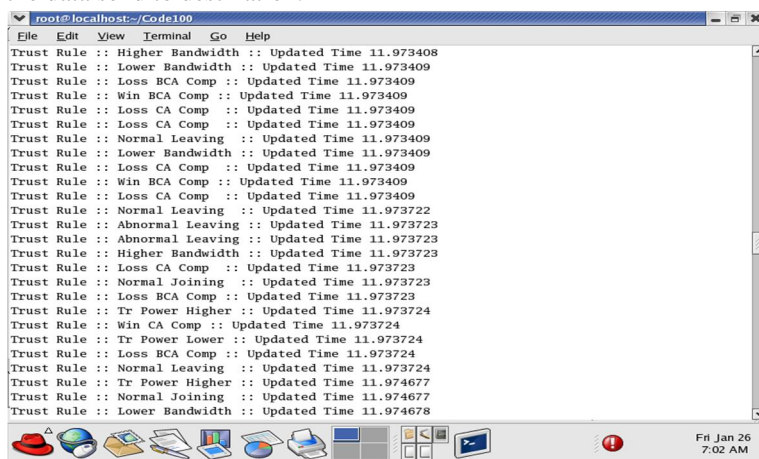 root@localhost:~/Code100
File Edit View Terminal Go Help
Trust Rule :: Higher Bandwidth :: Updated Time 11.973408
Trust Rule :: Lower Bandwidth :: Updated Time 11.973409
Trust Rule :: Loss BCA Comp :: Updated Time 11.973409
Trust Rule :: Win BCA Comp :: Updated Time 11.973409
Trust Rule :: Loss CA Comp  :: Updated Time 11.973409
Trust Rule :: Loss CA Comp  :: Updated Time 11.973409
Trust Rule :: Normal Leaving  :: Updated Time 11.973409
Trust Rule :: Lower Bandwidth :: Updated Time 11.973409
Trust Rule :: Loss CA Comp  :: Updated Time 11.973409
Trust Rule :: Win BCA Comp :: Updated Time 11.973409
Trust Rule :: Loss CA Comp  :: Updated Time 11.973409
Trust Rule :: Normal Leaving  :: Updated Time 11.973722
Trust Rule :: Abnormal Leaving :: Updated Time 11.973723
Trust Rule :: Abnormal Leaving :: Updated Time 11.973723
Trust Rule :: Higher Bandwidth :: Updated Time 11.973723
Trust Rule :: Loss CA Comp  :: Updated Time 11.973723
Trust Rule :: Normal Joining  :: Updated Time 11.973723
Trust Rule :: Loss BCA Comp :: Updated Time 11.973723
Trust Rule :: Tr Power Higher :: Updated Time 11.973724
Trust Rule :: Win CA Comp :: Updated Time 11.973724
Trust Rule :: Tr Power Lower :: Updated Time 11.973724
Trust Rule :: Loss BCA Comp :: Updated Time 11.973724
Trust Rule :: Normal Leaving  :: Updated Time 11.973724
Trust Rule :: Tr Power Higher :: Updated Time 11.974677
Trust Rule :: Normal Joining  :: Updated Time 11.974677
Trust Rule :: Lower Bandwidth :: Updated Time 11.974678
Fri Jan 26
7:02 AM